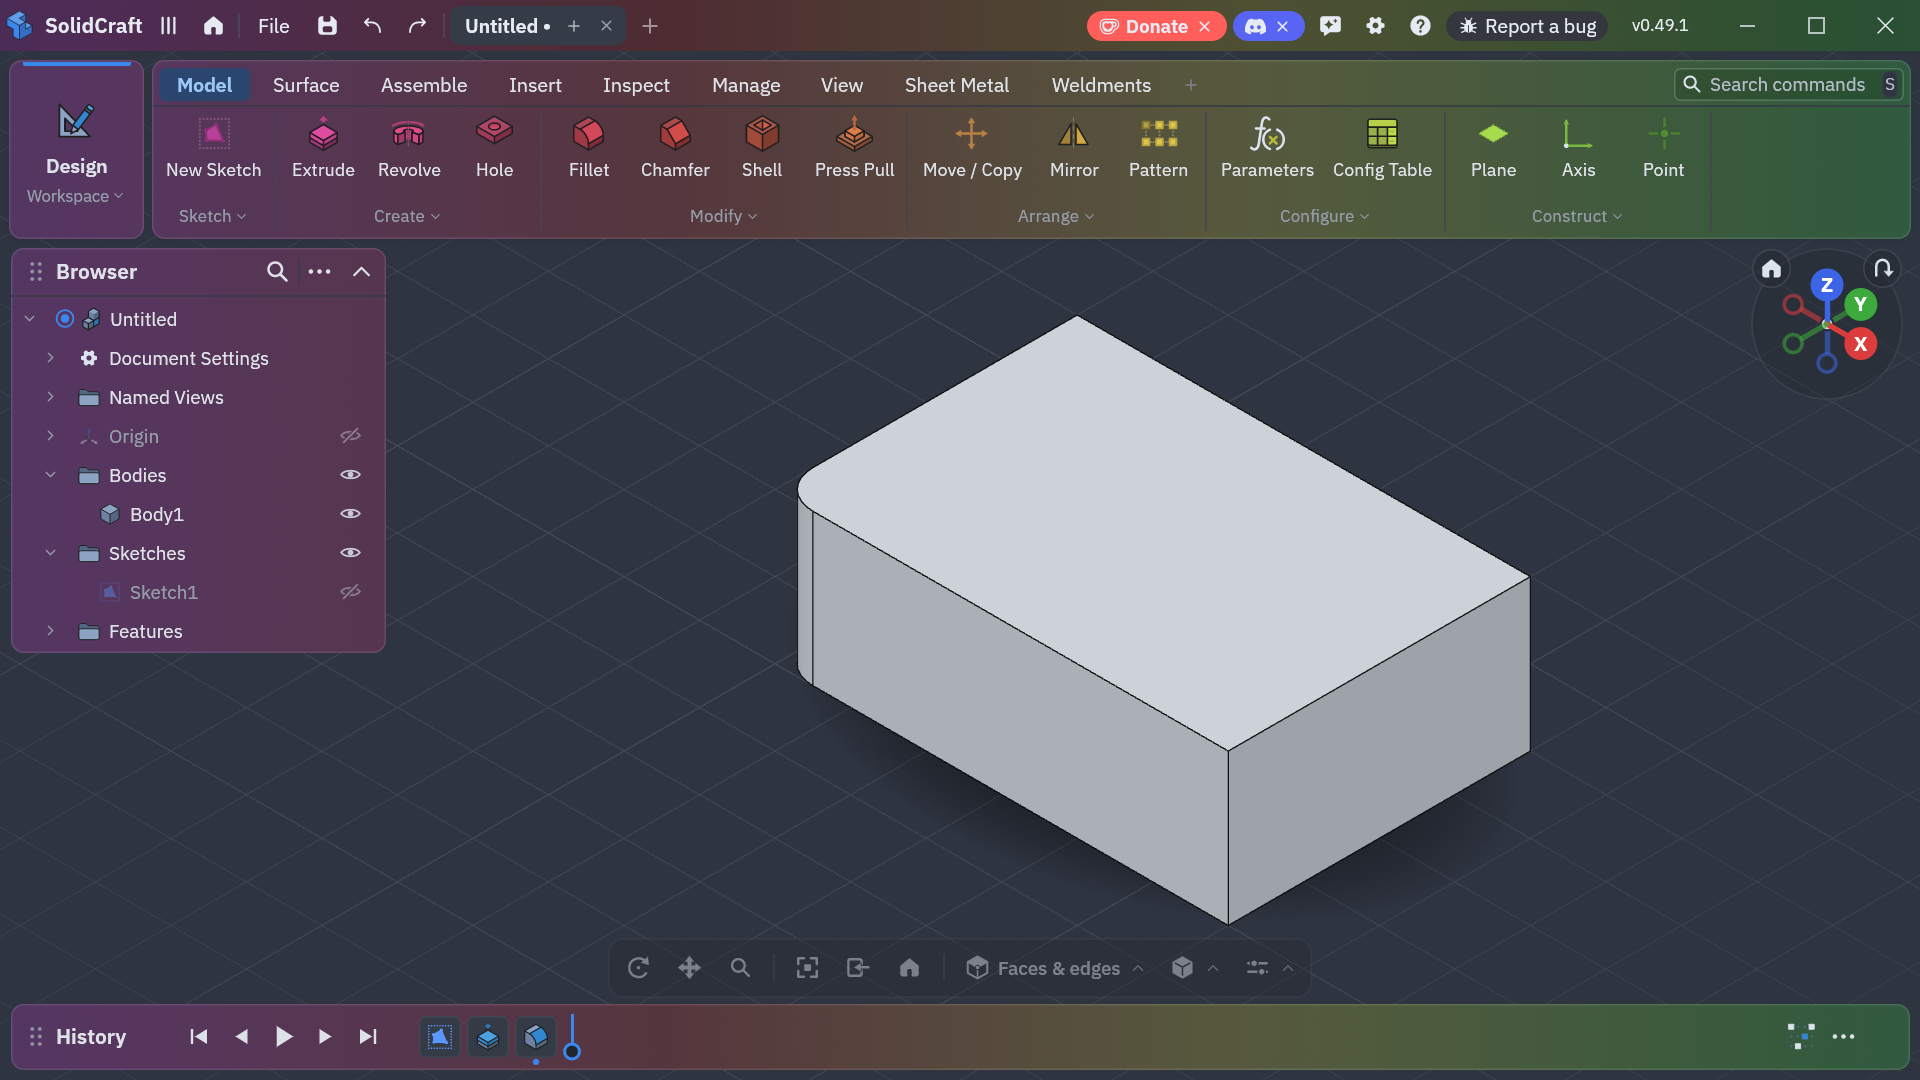 SolidCraft File Untitled • Donate Report a bug v0.49.1
Model Surface Assemble Insert Inspect Manage View Sheet Metal Weldments Search commands S
Design
Workspace
New Sketch Extrude Revolve Hole Fillet Chamfer Shell Press Pull Move / Copy Mirror Pattern Parameters Config Table Plane Axis Point
Sketch Create Modify Arrange Configure Construct
Browser
Untitled
Document Settings
Named Views
Origin
Bodies
Body1
Sketches
Sketch1
Features
Z
Y
X
Faces & edges
History